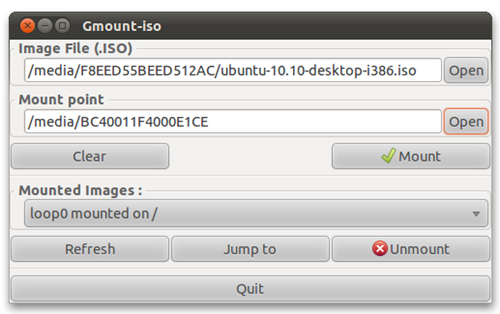 Gmount-iso
Image File (.ISO)
/media/F8EED55BEED512AC/ubuntu-10.10-desktop-i386.iso Open
Mount point
/media/BC40011F4000E1CE Open
Clear Mount
Mounted Images :
loop0 mounted on /
Refresh Jump to Unmount
Quit